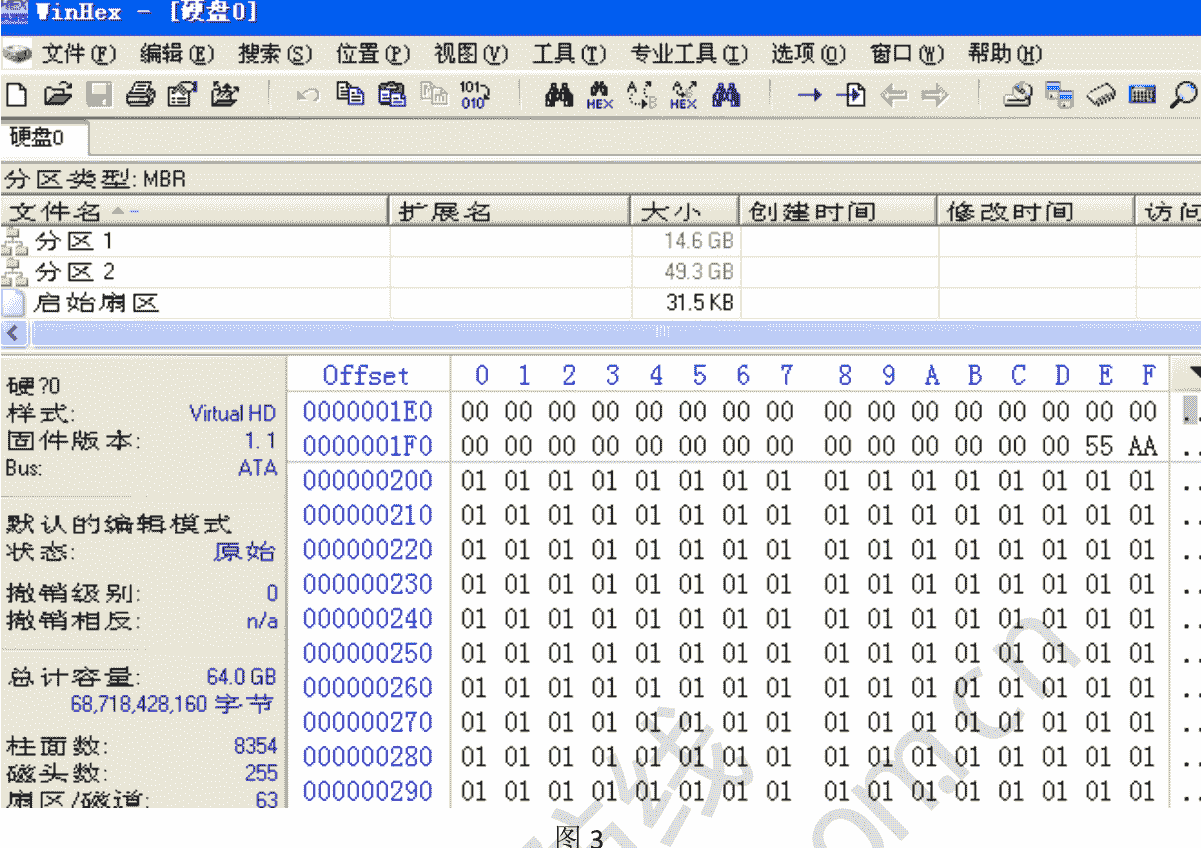 WinHex - [硬盘0]
文件(F) 编辑(E) 搜索(S) 位置(P) 视图(V) 工具(T) 专业工具(I) 选项(O) 窗口(W) 帮助(H)
硬盘0
分区类型: MBR
文件名 扩展名 大小 创建时间 修改时间 访问
分区 1 14.6 GB
分区 2 49.3 GB
启始扇区 31.5 KB
硬?0
样式: Virtual HD
固件版本: 1.1
Bus: ATA
默认的编辑模式
状态: 原始
撤销级别: 0
撤销相反: n/a
总计容量: 64.0 GB
68,718,428,160 字节
柱面数: 8354
磁头数: 255
扇区/磁道: 63
Offset 0 1 2 3 4 5 6 7 8 9 A B C D E F
0000001E0 00 00 00 00 00 00 00 00 00 00 00 00 00 00 00 00
0000001F0 00 00 00 00 00 00 00 00 00 00 00 00 00 00 55 AA
000000200 01 01 01 01 01 01 01 01 01 01 01 01 01 01 01 01
000000210 01 01 01 01 01 01 01 01 01 01 01 01 01 01 01 01
000000220 01 01 01 01 01 01 01 01 01 01 01 01 01 01 01 01
000000230 01 01 01 01 01 01 01 01 01 01 01 01 01 01 01 01
000000240 01 01 01 01 01 01 01 01 01 01 01 01 01 01 01 01
000000250 01 01 01 01 01 01 01 01 01 01 01 01 01 01 01 01
000000260 01 01 01 01 01 01 01 01 01 01 01 01 01 01 01 01
000000270 01 01 01 01 01 01 01 01 01 01 01 01 01 01 01 01
000000280 01 01 01 01 01 01 01 01 01 01 01 01 01 01 01 01
000000290 01 01 01 01 01 01 01 01 01 01 01 01 01 01 01 01
图 3